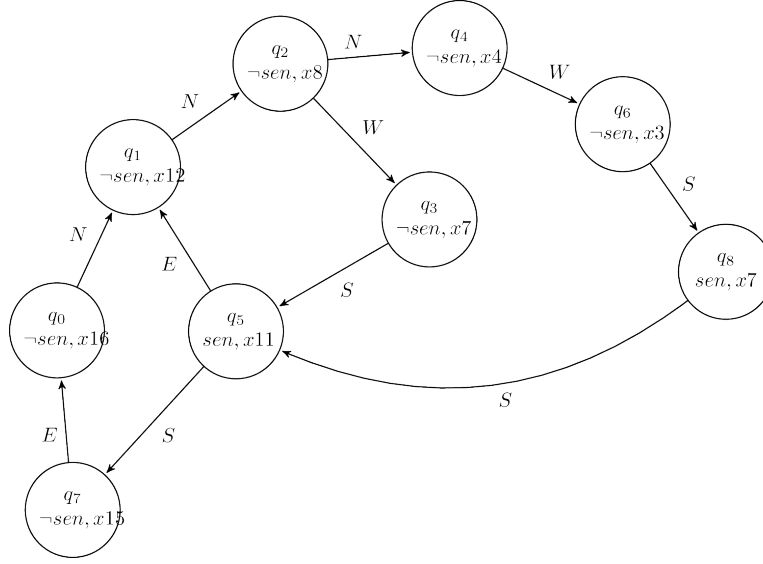 q₄
¬sen, x4
N
q₂
¬sen, x8
W
N
q₆
¬sen, x3
W
q₁
¬sen, x12
S
q₃
¬sen, x7
N
E
q₈
sen, x7
S
q₀
¬sen, x16
q₅
sen, x11
S
E
S
q₇
¬sen, x15